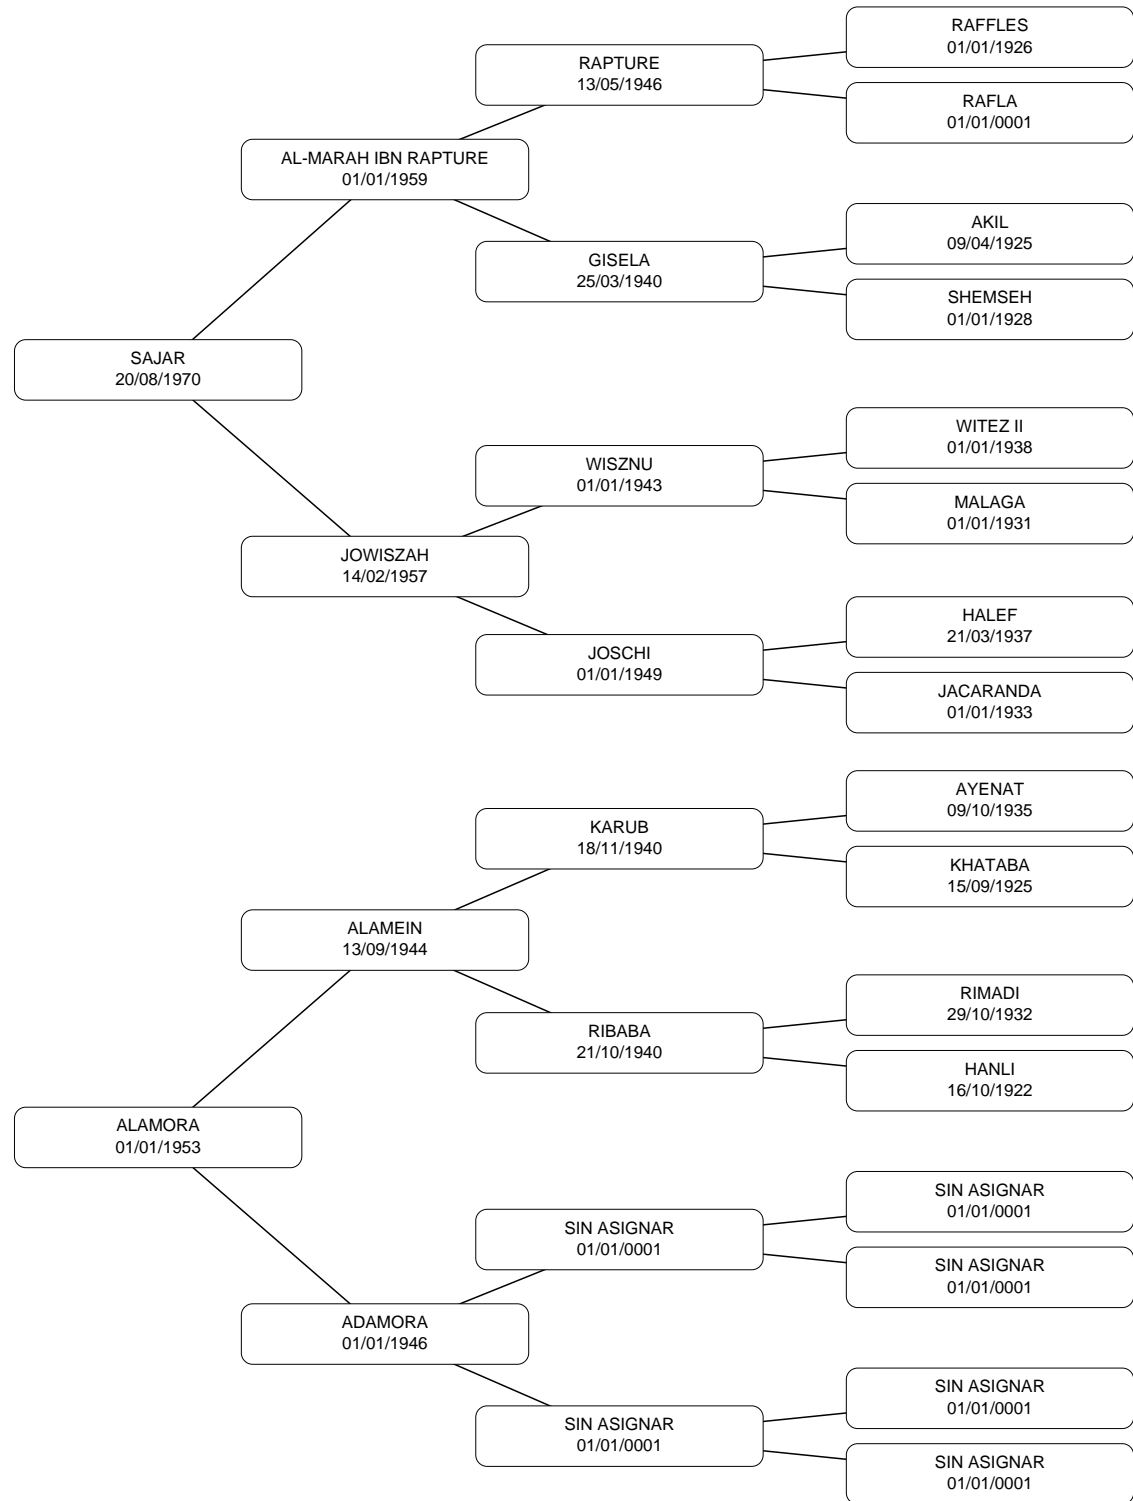 RAFFLES
01/01/1926
RAPTURE
13/05/1946
RAFLA
01/01/0001
AL-MARAH IBN RAPTURE
01/01/1959
AKIL
09/04/1925
GISELA
25/03/1940
SHEMSEH
01/01/1928
SAJAR
20/08/1970
WITEZ II
01/01/1938
WISZNU
01/01/1943
MALAGA
01/01/1931
JOWISZAH
14/02/1957
HALEF
21/03/1937
JOSCHI
01/01/1949
JACARANDA
01/01/1933
AYENAT
09/10/1935
KARUB
18/11/1940
KHATABA
15/09/1925
ALAMEIN
13/09/1944
RIMADI
29/10/1932
RIBABA
21/10/1940
HANLI
16/10/1922
ALAMORA
01/01/1953
SIN ASIGNAR
01/01/0001
SIN ASIGNAR
01/01/0001
SIN ASIGNAR
01/01/0001
ADAMORA
01/01/1946
SIN ASIGNAR
01/01/0001
SIN ASIGNAR
01/01/0001
SIN ASIGNAR
01/01/0001